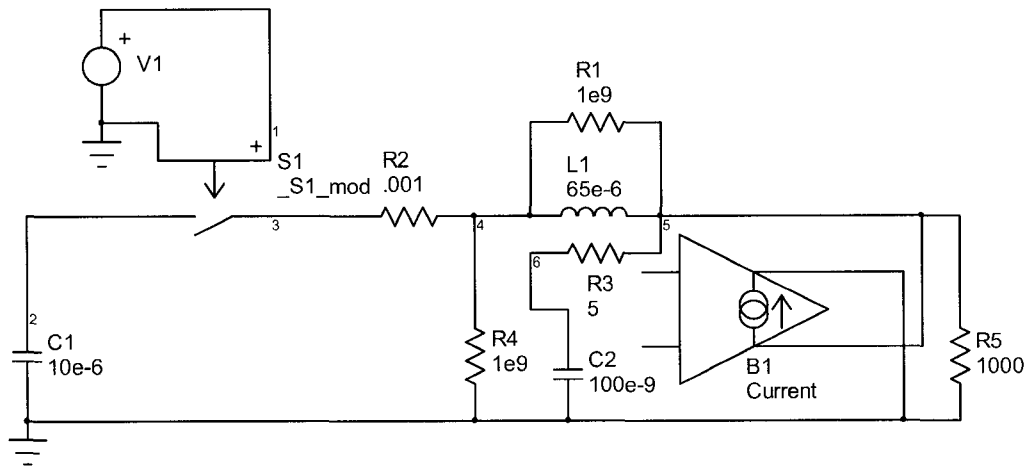 +
V1
1
+
S1
_S1_mod
R2
.001
3
R1
1e9
L1
65e-6
4
5
6
R3
5
2
C1
10e-6
R4
1e9
C2
100e-9
B1
Current
R5
1000